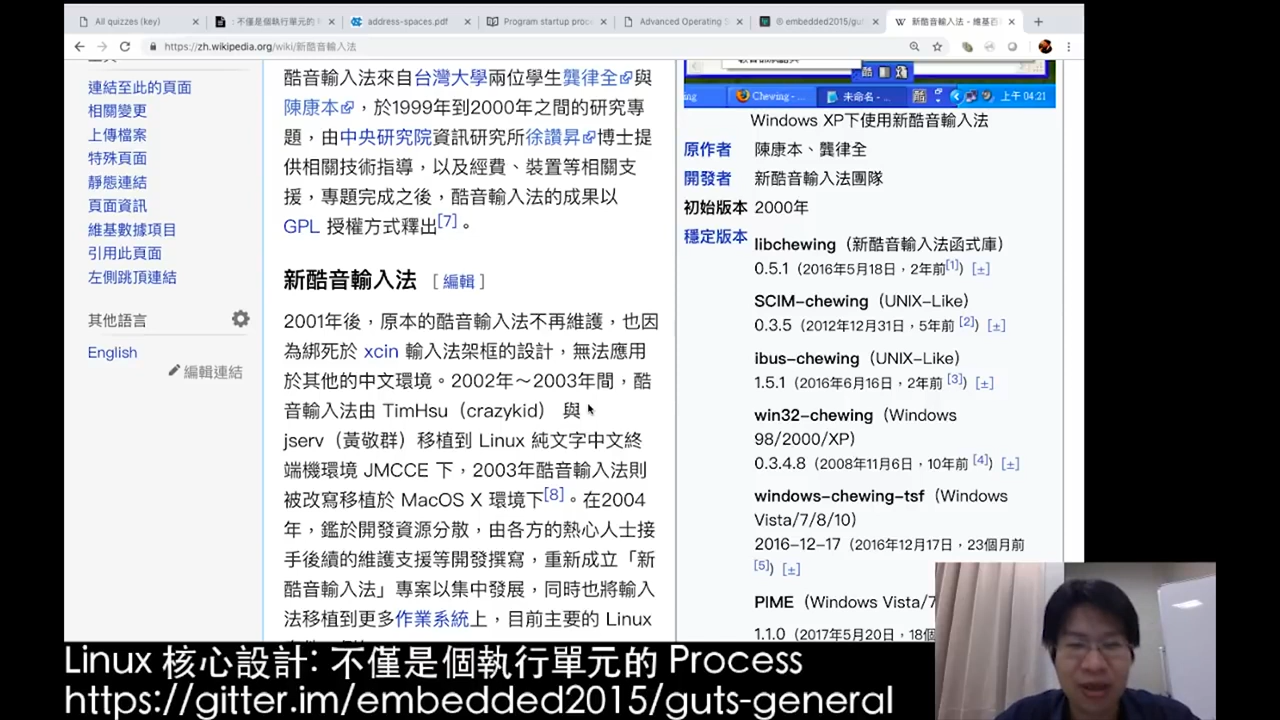 All quizzes (key)
: 不僅是個執行單元的 P
address-spaces.pdf
Program startup proc
Advanced Operating S
embedded2015/gut
新酷音輸入法 - 維基百
https://zh.wikipedia.org/wiki/新酷音輸入法
連結至此的頁面
相關變更
上傳檔案
特殊頁面
靜態連結
頁面資訊
維基數據項目
引用此頁面
左側跳頂連結
其他語言
English
編輯連結
酷音輸入法來自台灣大學兩位學生龔律全與
陳康本，於1999年到2000年之間的研究專
題，由中央研究院資訊研究所徐讚昇博士提
供相關技術指導，以及經費、裝置等相關支
援，專題完成之後，酷音輸入法的成果以
GPL 授權方式釋出[7]。
新酷音輸入法 [編輯]
2001年後，原本的酷音輸入法不再維護，也因
為綁死於 xcin 輸入法架框的設計，無法應用
於其他的中文環境。2002年～2003年間，酷
音輸入法由 TimHsu（crazykid） 與
jserv（黃敬群）移植到 Linux 純文字中文終
端機環境 JMCCE 下，2003年酷音輸入法則
被改寫移植於 MacOS X 環境下[8]。在2004
年，鑑於開發資源分散，由各方的熱心人士接
手後續的維護支援等開發撰寫，重新成立「新
酷音輸入法」專案以集中發展，同時也將輸入
法移植到更多作業系統上，目前主要的 Linux
ng
Chewing - ...
未命名 - ...
酷
上午 04:21
Windows XP下使用新酷音輸入法
原作者 陳康本、龔律全
開發者 新酷音輸入法團隊
初始版本 2000年
穩定版本 libchewing（新酷音輸入法函式庫）
0.5.1（2016年5月18日，2年前[1]）[±]
SCIM-chewing（UNIX-Like）
0.3.5（2012年12月31日，5年前 [2]）[±]
ibus-chewing（UNIX-Like）
1.5.1（2016年6月16日，2年前 [3]）[±]
win32-chewing（Windows
98/2000/XP）
0.3.4.8（2008年11月6日，10年前 [4]）[±]
windows-chewing-tsf（Windows
Vista/7/8/10）
2016-12-17（2016年12月17日，23個月前
[5]）[±]
PIME（Windows Vista/7
1.1.0（2017年5月20日，18個
Linux 核心設計: 不僅是個執行單元的 Process
https://gitter.im/embedded2015/guts-general